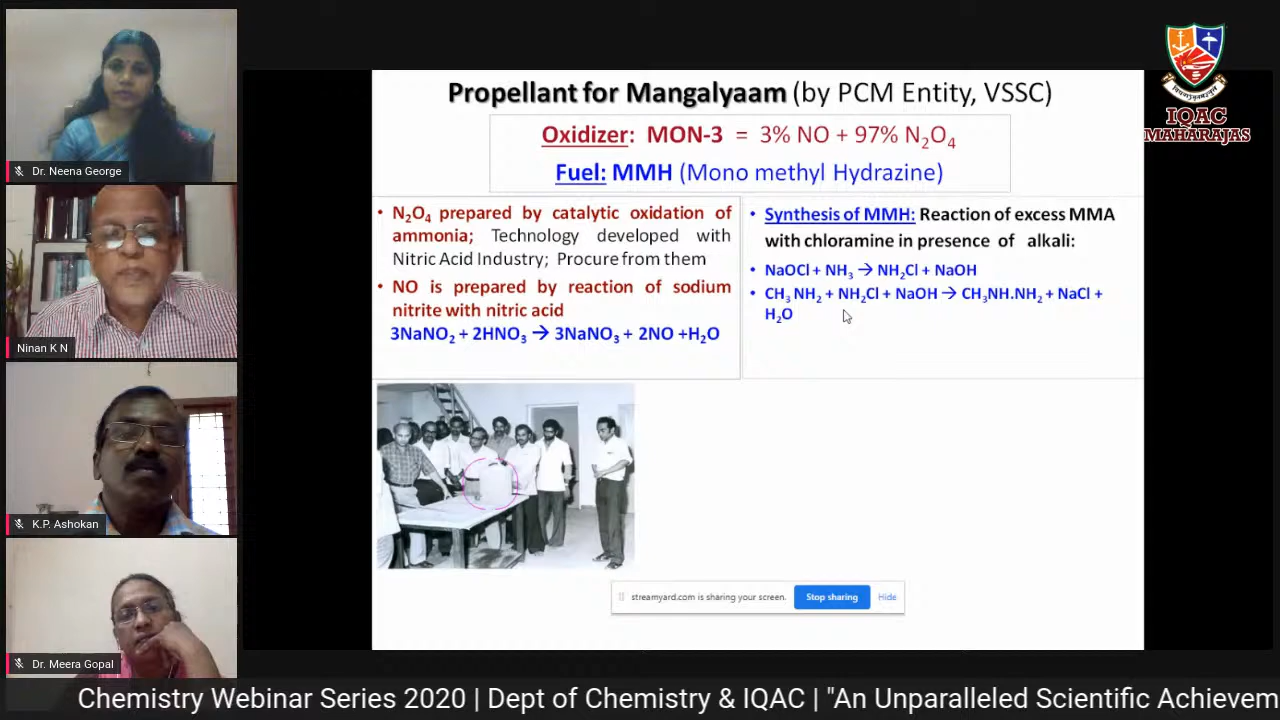 Dr. Neena George
Ninan K N
K.P. Ashokan
Dr. Meera Gopal
Propellant for Mangalyaam (by PCM Entity, VSSC)
Oxidizer: MON-3 = 3% NO + 97% N₂O₄
Fuel: MMH (Mono methyl Hydrazine)
• N₂O₄ prepared by catalytic oxidation of
ammonia; Technology developed with
Nitric Acid Industry; Procure from them
• NO is prepared by reaction of sodium
nitrite with nitric acid
3NaNO₂ + 2HNO₃ → 3NaNO₃ + 2NO +H₂O
• Synthesis of MMH: Reaction of excess MMA
with chloramine in presence of alkali:
• NaOCl + NH₃ → NH₂Cl + NaOH
• CH₃ NH₂ + NH₂Cl + NaOH → CH₃NH.NH₂ + NaCl +
H₂O
streamyard.com is sharing your screen.
Stop sharing
Hide
IQAC
MAHARAJAS
Chemistry Webinar Series 2020 | Dept of Chemistry & IQAC | "An Unparalleled Scientific Achievem